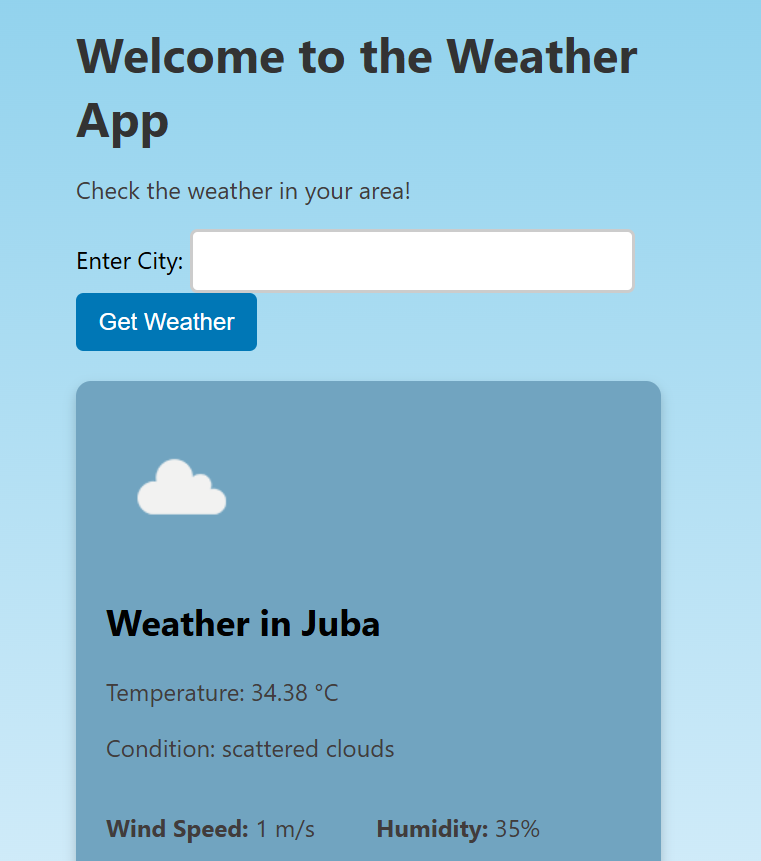 Welcome to the Weather
App
Check the weather in your area!
Enter City:
Get Weather
Weather in Juba
Temperature: 34.38 °C
Condition: scattered clouds
Wind Speed: 1 m/s Humidity: 35%